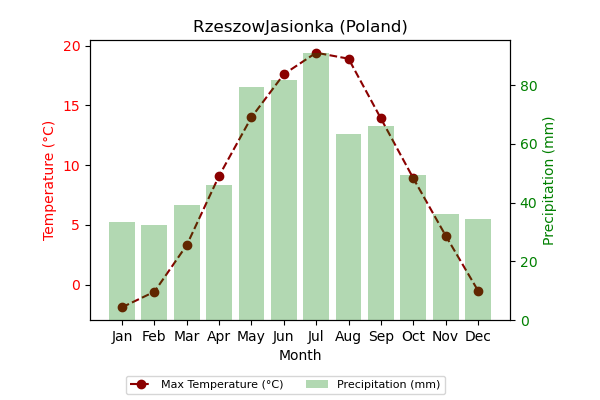 RzeszowJasionka (Poland)
20
15
10
5
0
Temperature (°C)
80
60
40
20
0
Precipitation (mm)
Jan Feb Mar Apr May Jun Jul Aug Sep Oct Nov Dec
Month
Max Temperature (°C) Precipitation (mm)